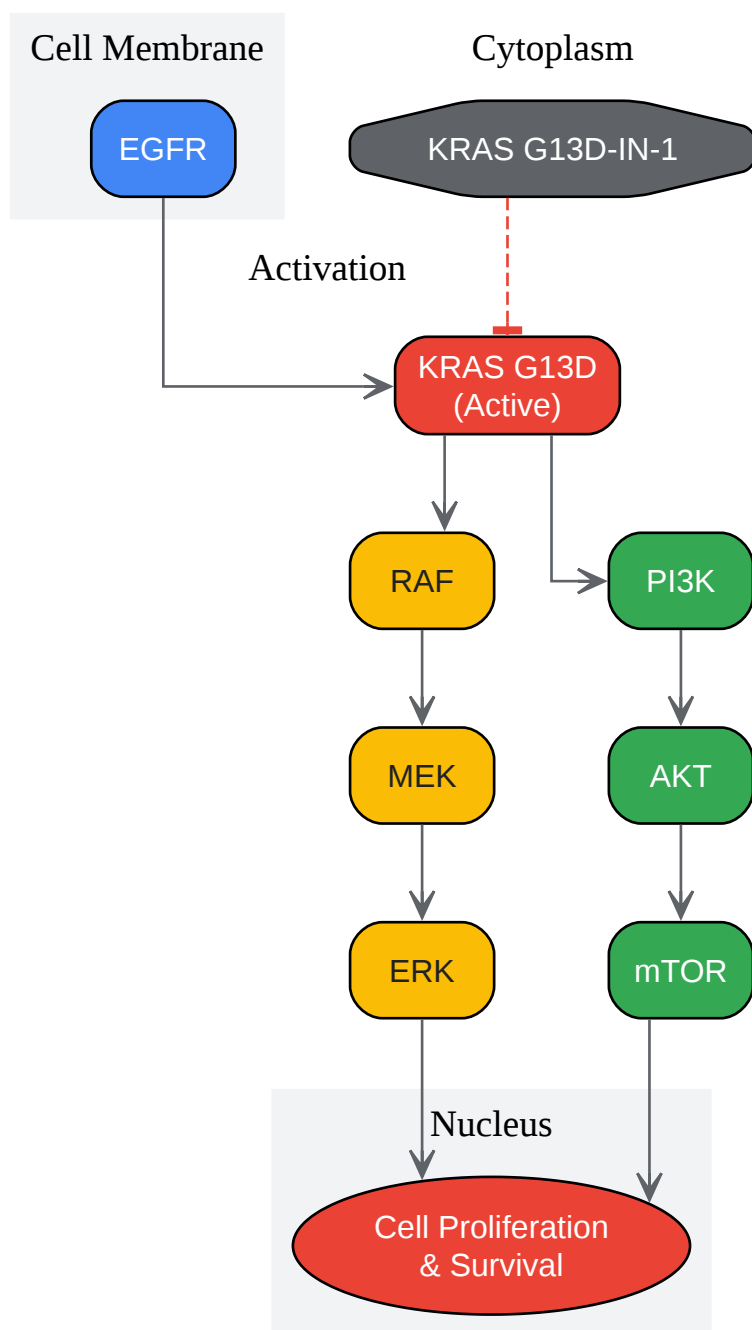 Cell Membrane
Cytoplasm
EGFR
KRAS G13D-IN-1
Activation
KRAS G13D
(Active)
RAF
PI3K
MEK
AKT
ERK
mTOR
Nucleus
Cell Proliferation
& Survival